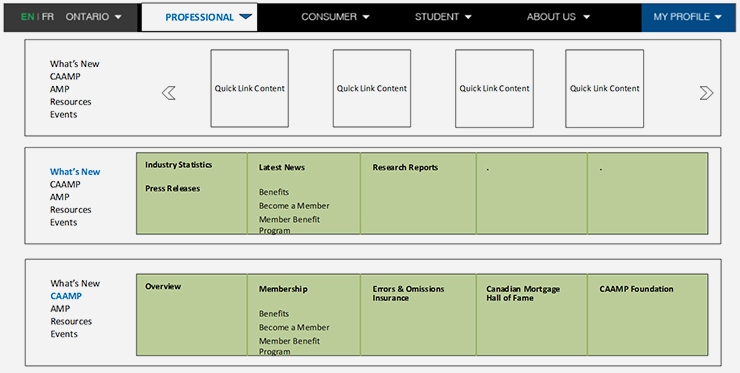 EN | FR ONTARIO PROFESSIONAL CONSUMER STUDENT ABOUT US MY PROFILE
What's New
CAAMP
AMP
Resources
Events
Quick Link Content Quick Link Content Quick Link Content Quick Link Content
What's New
CAAMP
AMP
Resources
Events
Industry Statistics
Press Releases
Latest News
Benefits
Become a Member
Member Benefit
Program
Research Reports
.
.
What's New
CAAMP
AMP
Resources
Events
Overview
Membership
Benefits
Become a Member
Member Benefit
Program
Errors & Omissions
Insurance
Canadian Mortgage
Hall of Fame
CAAMP Foundation